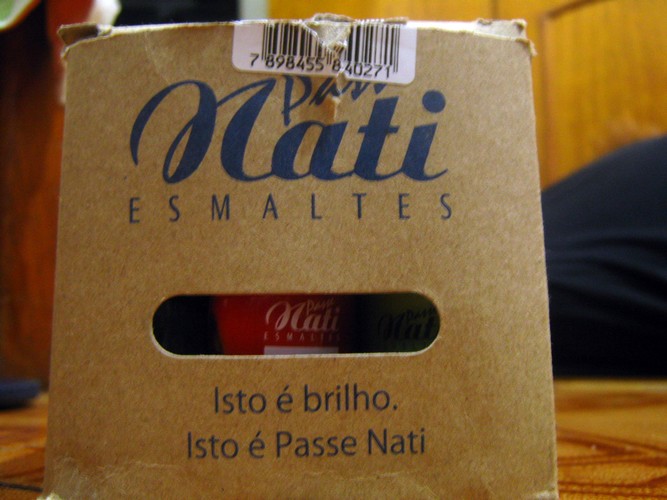 7 898455 840271
Passe
Nati
ESMALTES
Passe
Nati
ESMALTES
Nati
Isto é brilho.
Isto é Passe Nati